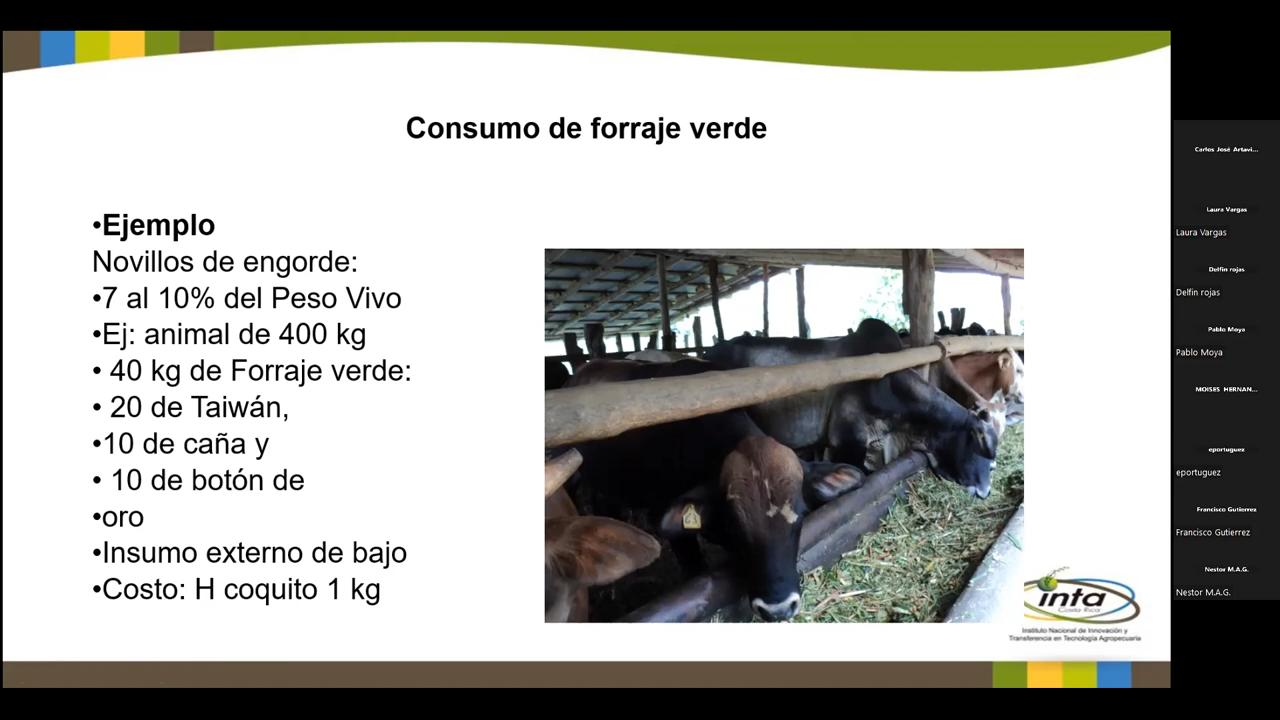 Consumo de forraje verde
•Ejemplo
Novillos de engorde:
•7 al 10% del Peso Vivo
•Ej: animal de 400 kg
• 40 kg de Forraje verde:
• 20 de Taiwán,
•10 de caña y
• 10 de botón de
•oro
•Insumo externo de bajo
•Costo: H coquito 1 kg
inta
Costa Rica
Instituto Nacional de Innovación y
Transferencia en Tecnología Agropecuaria
Carlos José Artavi...
Laura Vargas
Laura Vargas
Delfin rojas
Delfin rojas
Pablo Moya
Pablo Moya
MOISES HERNAN...
eportuguez
eportuguez
Francisco Gutierrez
Francisco Gutierrez
Nestor M.A.G.
Nestor M.A.G.